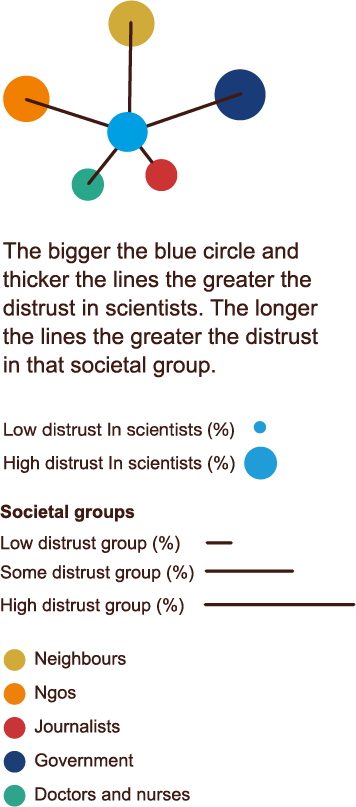 The bigger the blue circle and
thicker the lines the greater the
distrust in scientists. The longer
the lines the greater the distrust
in that societal group.
Low distrust In scientists (%)
High distrust In scientists (%)
Societal groups
Low distrust group (%)
Some distrust group (%)
High distrust group (%)
Neighbours
Ngos
Journalists
Government
Doctors and nurses